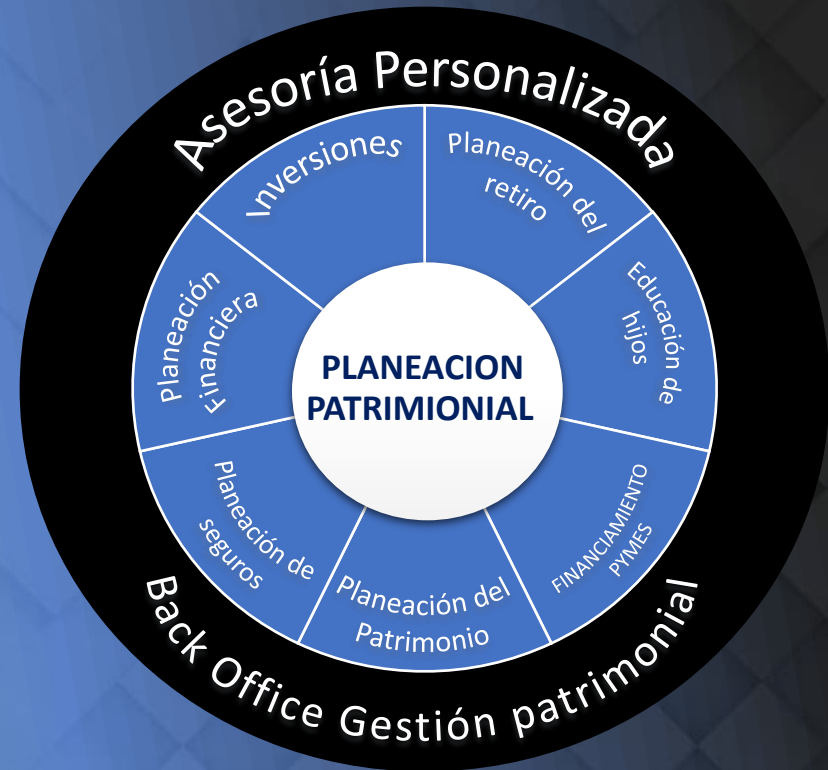 Asesoría Personalizada
Inversiones
Planeación del
retiro
Educación de
hijos
FINANCIAMIENTO
PYMES
Planeación del
Patrimonio
Planeación de
seguros
Planeación
Financiera
PLANEACION
PATRIMIONIAL
Back Office Gestión patrimonial